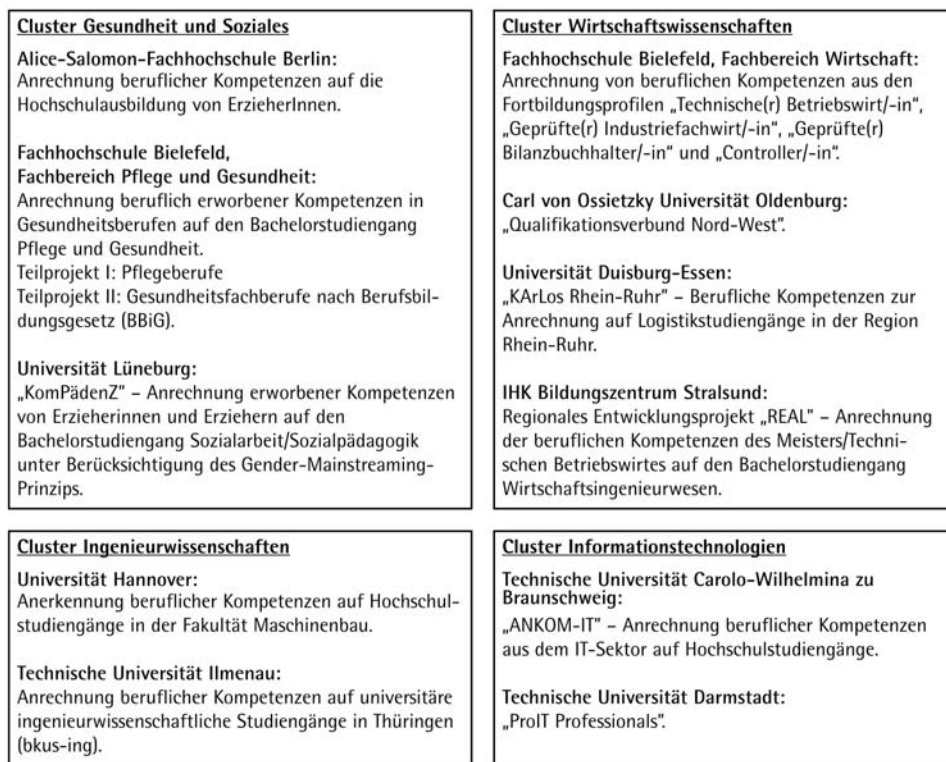 Cluster Gesundheit und Soziales
Alice-Salomon-Fachhochschule Berlin:
Anrechnung beruflicher Kompetenzen auf die
Hochschulausbildung von ErzieherInnen.
Fachhochschule Bielefeld,
Fachbereich Pflege und Gesundheit:
Anrechnung beruflich erworbener Kompetenzen in
Gesundheitsberufen auf den Bachelorstudiengang
Pflege und Gesundheit.
Teilprojekt I: Pflegeberufe
Teilprojekt II: Gesundheitsfachberufe nach Berufsbil-
dungsgesetz (BBiG).
Universität Lüneburg:
„KomPädenZ" – Anrechnung erworbener Kompetenzen
von Erzieherinnen und Erziehern auf den
Bachelorstudiengang Sozialarbeit/Sozialpädagogik
unter Berücksichtigung des Gender-Mainstreaming-
Prinzips.
Cluster Wirtschaftswissenschaften
Fachhochschule Bielefeld, Fachbereich Wirtschaft:
Anrechnung von beruflichen Kompetenzen aus den
Fortbildungsprofilen „Technische(r) Betriebswirt/-in",
„Geprüfte(r) Industriefachwirt/-in", „Geprüfte(r)
Bilanzbuchhalter/-in" und „Controller/-in".
Carl von Ossietzky Universität Oldenburg:
„Qualifikationsverbund Nord-West".
Universität Duisburg-Essen:
„KArLos Rhein-Ruhr" – Berufliche Kompetenzen zur
Anrechnung auf Logistikstudiengänge in der Region
Rhein-Ruhr.
IHK Bildungszentrum Stralsund:
Regionales Entwicklungsprojekt „REAL" – Anrechnung
der beruflichen Kompetenzen des Meisters/Techni-
schen Betriebswirtes auf den Bachelorstudiengang
Wirtschaftsingenieurwesen.
Cluster Ingenieurwissenschaften
Universität Hannover:
Anerkennung beruflicher Kompetenzen auf Hochschul-
studiengänge in der Fakultät Maschinenbau.
Technische Universität Ilmenau:
Anrechnung beruflicher Kompetenzen auf universitäre
ingenieurwissenschaftliche Studiengänge in Thüringen
(bkus-ing).
Cluster Informationstechnologien
Technische Universität Carolo-Wilhelmina zu
Braunschweig:
„ANKOM-IT" – Anrechnung beruflicher Kompetenzen
aus dem IT-Sektor auf Hochschulstudiengänge.
Technische Universität Darmstadt:
„ProIT Professionals".